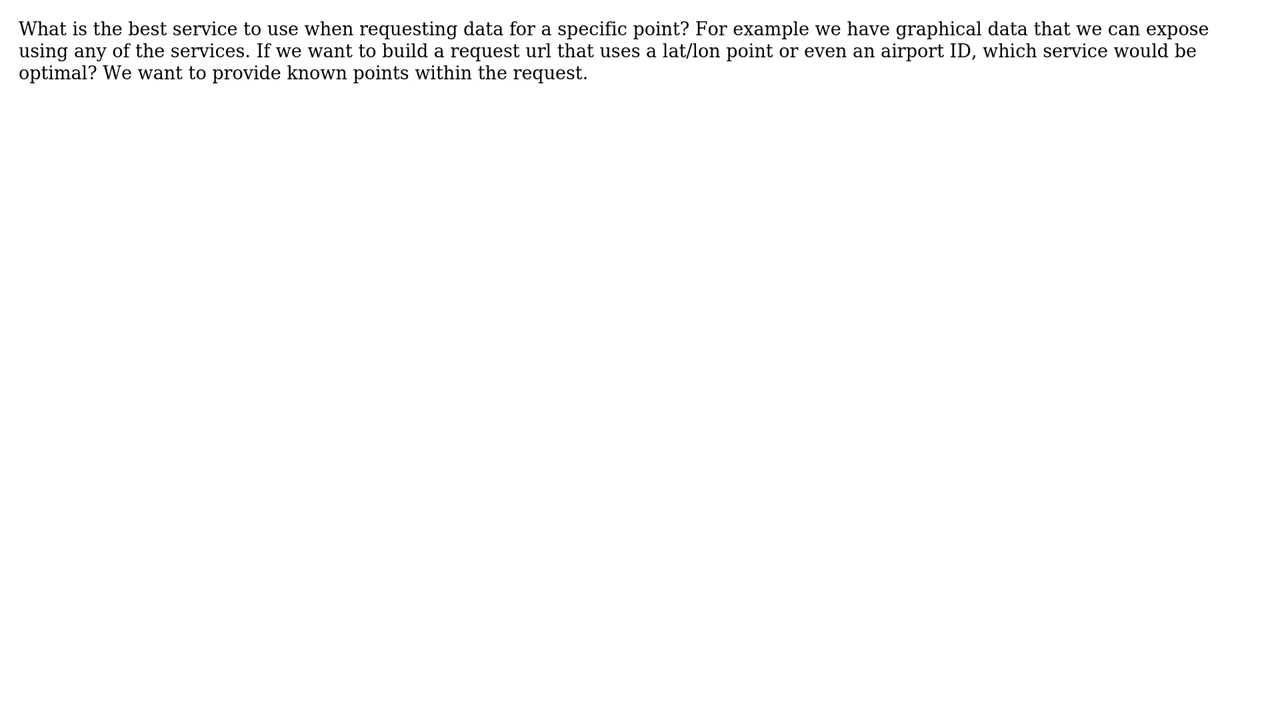 What is the best service to use when requesting data for a specific point? For example we have graphical data that we can expose
using any of the services. If we want to build a request url that uses a lat/lon point or even an airport ID, which service would be
optimal? We want to provide known points within the request.